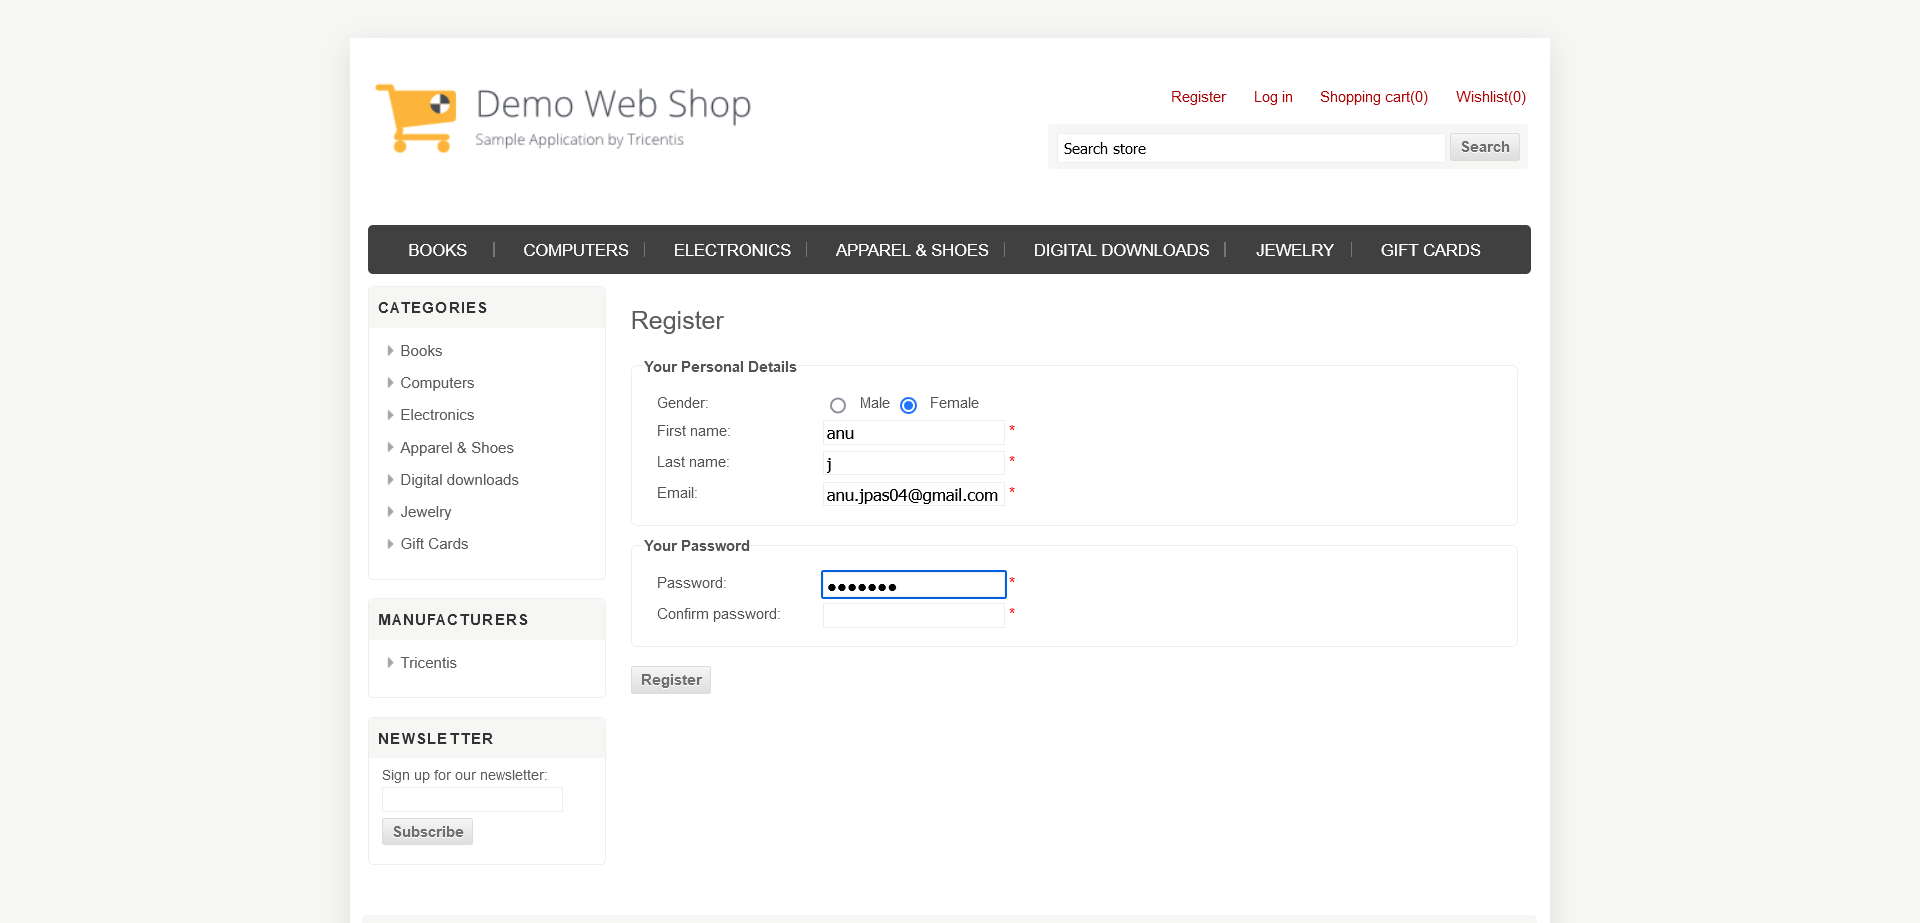 Demo Web Shop
Sample Application by Tricentis
Register Log in Shopping cart(0) Wishlist(0)
Search store Search
BOOKS COMPUTERS ELECTRONICS APPAREL & SHOES DIGITAL DOWNLOADS JEWELRY GIFT CARDS
CATEGORIES
Books
Computers
Electronics
Apparel & Shoes
Digital downloads
Jewelry
Gift Cards
MANUFACTURERS
Tricentis
NEWSLETTER
Sign up for our newsletter:
Subscribe
Register
Your Personal Details
Gender: Male Female
First name: anu *
Last name: j *
Email: anu.jpas04@gmail.com *
Your Password
Password: ●●●●●●● *
Confirm password: *
Register